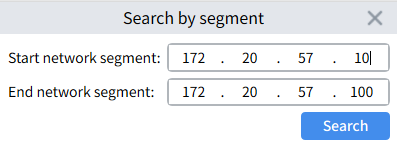 Search by segment
Start network segment: 172 . 20 . 57 . 10
End network segment: 172 . 20 . 57 . 100
Search